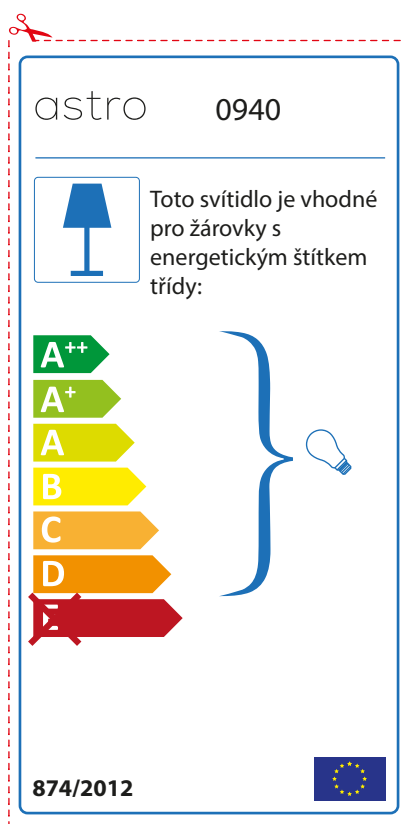 astro 0940
Toto svítidlo je vhodné
pro žárovky s
energetickým štítkem
třídy:
A++
A+
A
B
C
D
E
874/2012